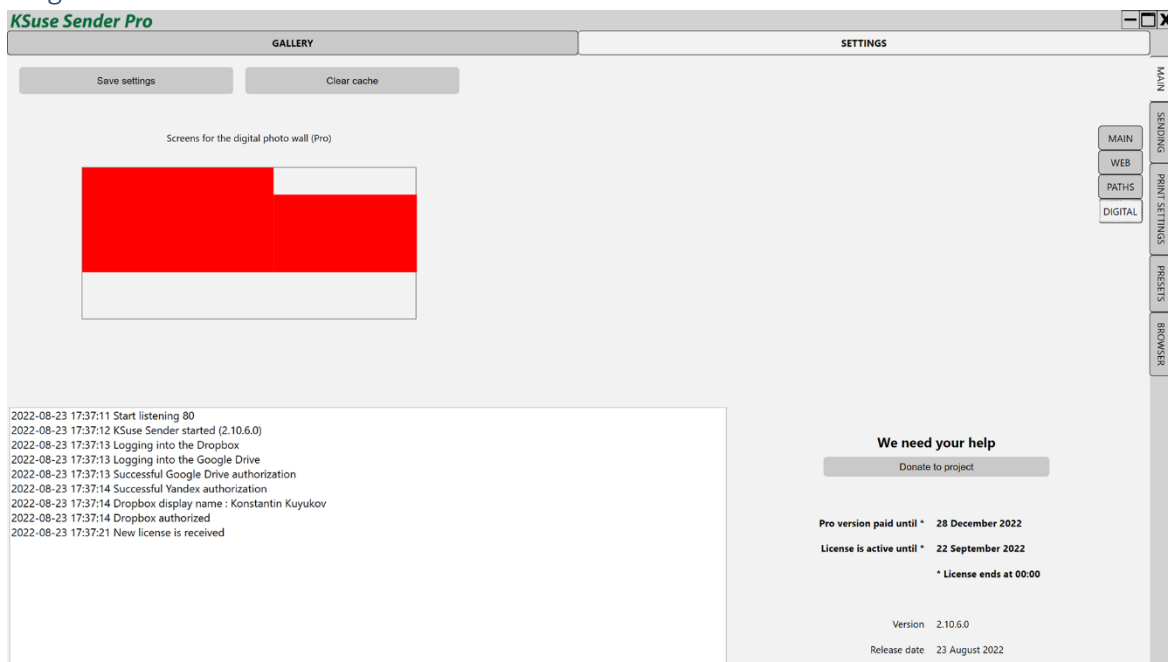 KSuse Sender Pro
GALLERY
SETTINGS
Save settings
Clear cache
Screens for the digital photo wall (Pro)
MAIN
WEB
PATHS
DIGITAL
MAIN
SENDING
PRINT SETTINGS
PRESETS
BROWSER
2022-08-23 17:37:11 Start listening 80
2022-08-23 17:37:12 KSuse Sender started (2.10.6.0)
2022-08-23 17:37:13 Logging into the Dropbox
2022-08-23 17:37:13 Logging into the Google Drive
2022-08-23 17:37:13 Successful Google Drive authorization
2022-08-23 17:37:14 Successful Yandex authorization
2022-08-23 17:37:14 Dropbox display name : Konstantin Kuyukov
2022-08-23 17:37:14 Dropbox authorized
2022-08-23 17:37:21 New license is received
We need your help
Donate to project
Pro version paid until * 28 December 2022
License is active until * 22 September 2022
* License ends at 00:00
Version 2.10.6.0
Release date 23 August 2022